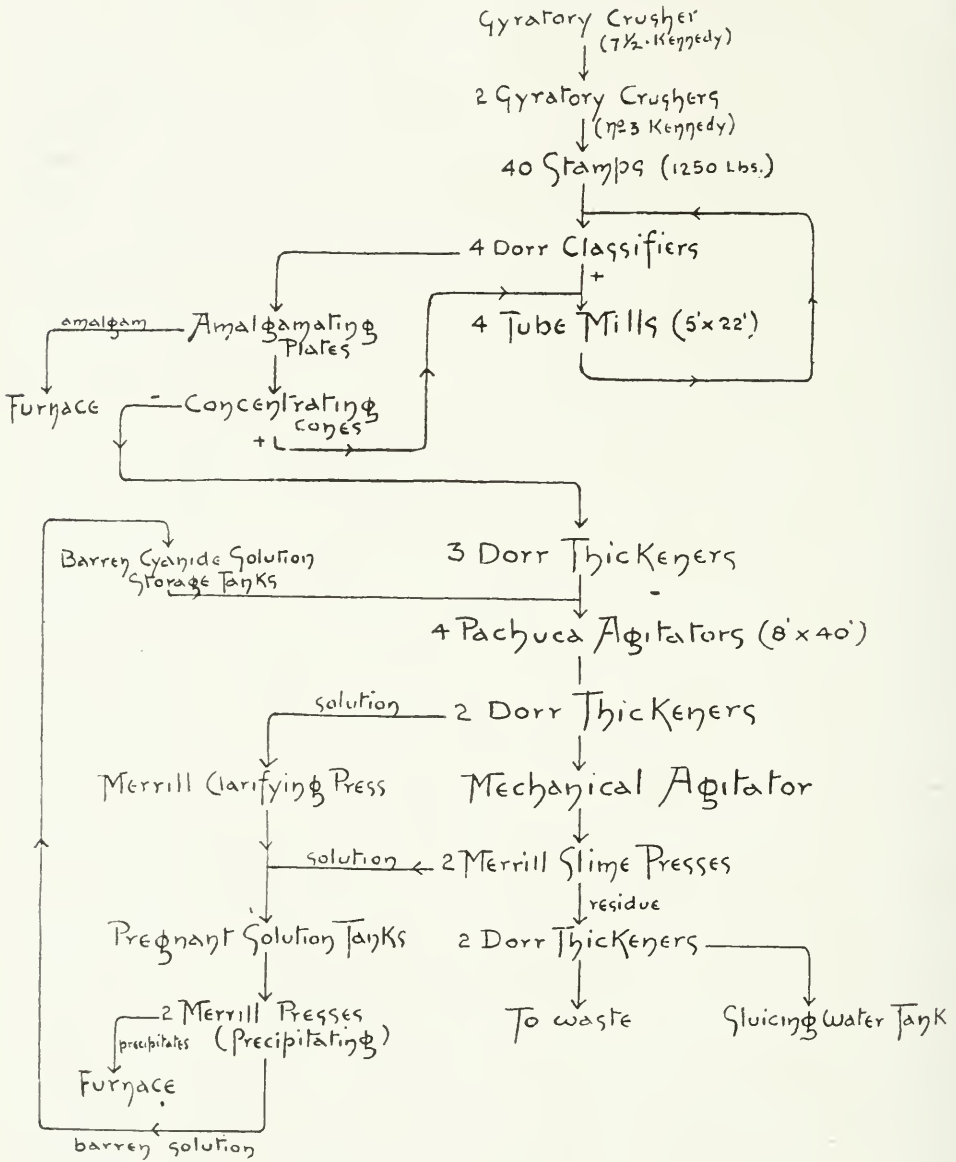 Gyratory Crusher
(7½ · Kennedy)
2 Gyratory Crushers
(no 3 Kennedy)
40 Stamps (1250 Lbs.)
4 Dorr Classifiers
+
amalgam
Amalgamating
Plates
4 Tube Mills (5' x 22')
Furnace
-
Concentrating
Cones
+
3 Dorr Thickeners
Barren Cyanide Solution
Storage Tanks
4 Pachuca Agitators (8' x 40')
solution
2 Dorr Thickeners
Merrill Clarifying Press
Mechanical Agitator
solution
2 Merrill Slime Presses
residue
Pregnant Solution Tanks
2 Dorr Thickeners
2 Merrill Presses
(Precipitating)
precipitates
To waste
Sluicing Water Tank
Furnace
barren solution